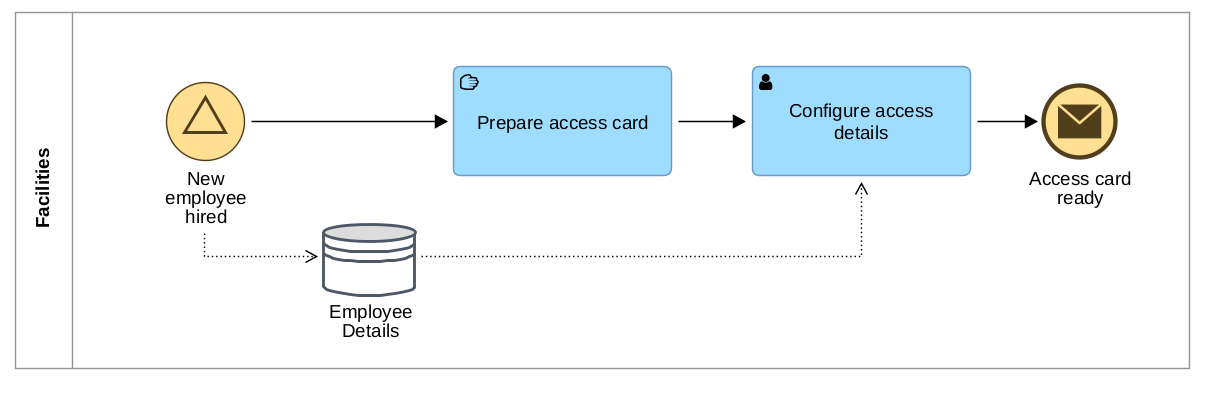 Facilities
New
employee
hired
Prepare access card
Configure access
details
Access card
ready
Employee
Details